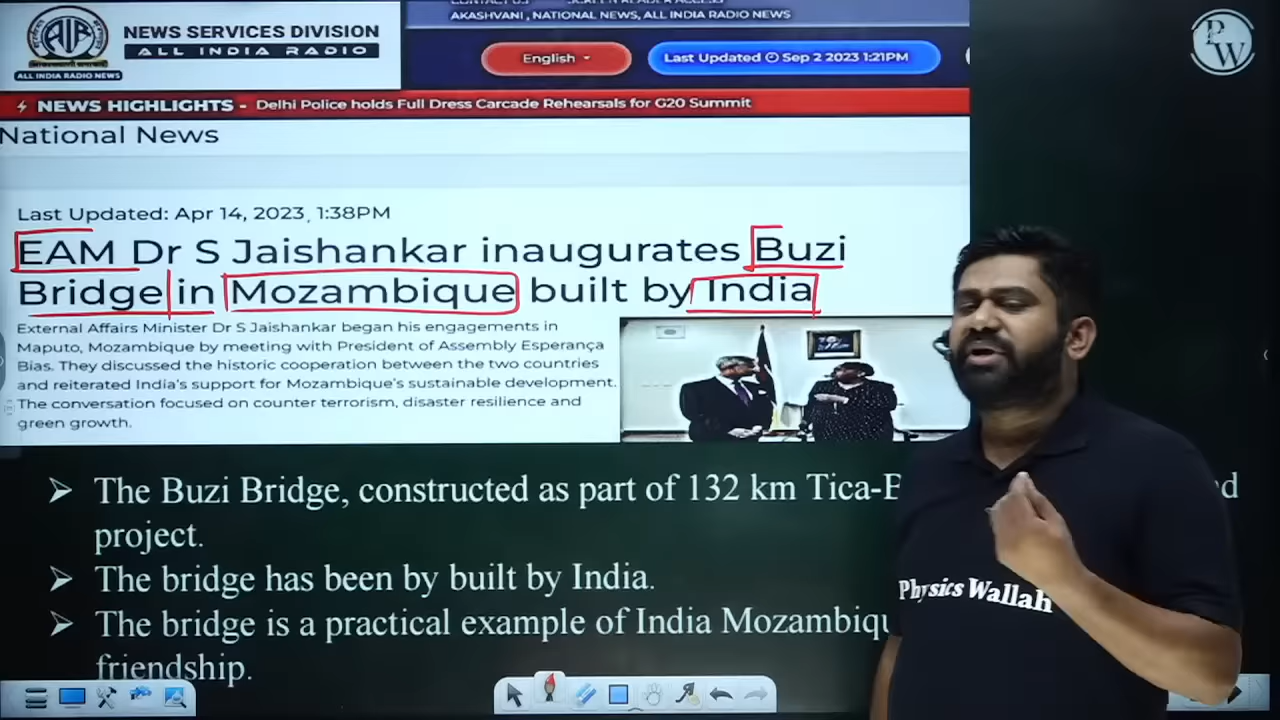 AKASHVANI , NATIONAL NEWS, ALL INDIA RADIO NEWS
AIR
NEWS SERVICES DIVISION
ALL INDIA RADIO
ALL INDIA RADIO NEWS
English
Last Updated Sep 2 2023 1:21PM
PW
NEWS HIGHLIGHTS - Delhi Police holds Full Dress Carcade Rehearsals for G20 Summit
National News
Last Updated: Apr 14, 2023, 1:38PM
EAM Dr S Jaishankar inaugurates Buzi
Bridge in Mozambique built by India
External Affairs Minister Dr S Jaishankar began his engagements in
Maputo, Mozambique by meeting with President of Assembly Esperança
Bias. They discussed the historic cooperation between the two countries
and reiterated India's support for Mozambique's sustainable development.
The conversation focused on counter terrorism, disaster resilience and
green growth.
The Buzi Bridge, constructed as part of 132 km
project.
The bridge has been by built by India.
The bridge is a practical example of India
friendship.
Physics Wallah